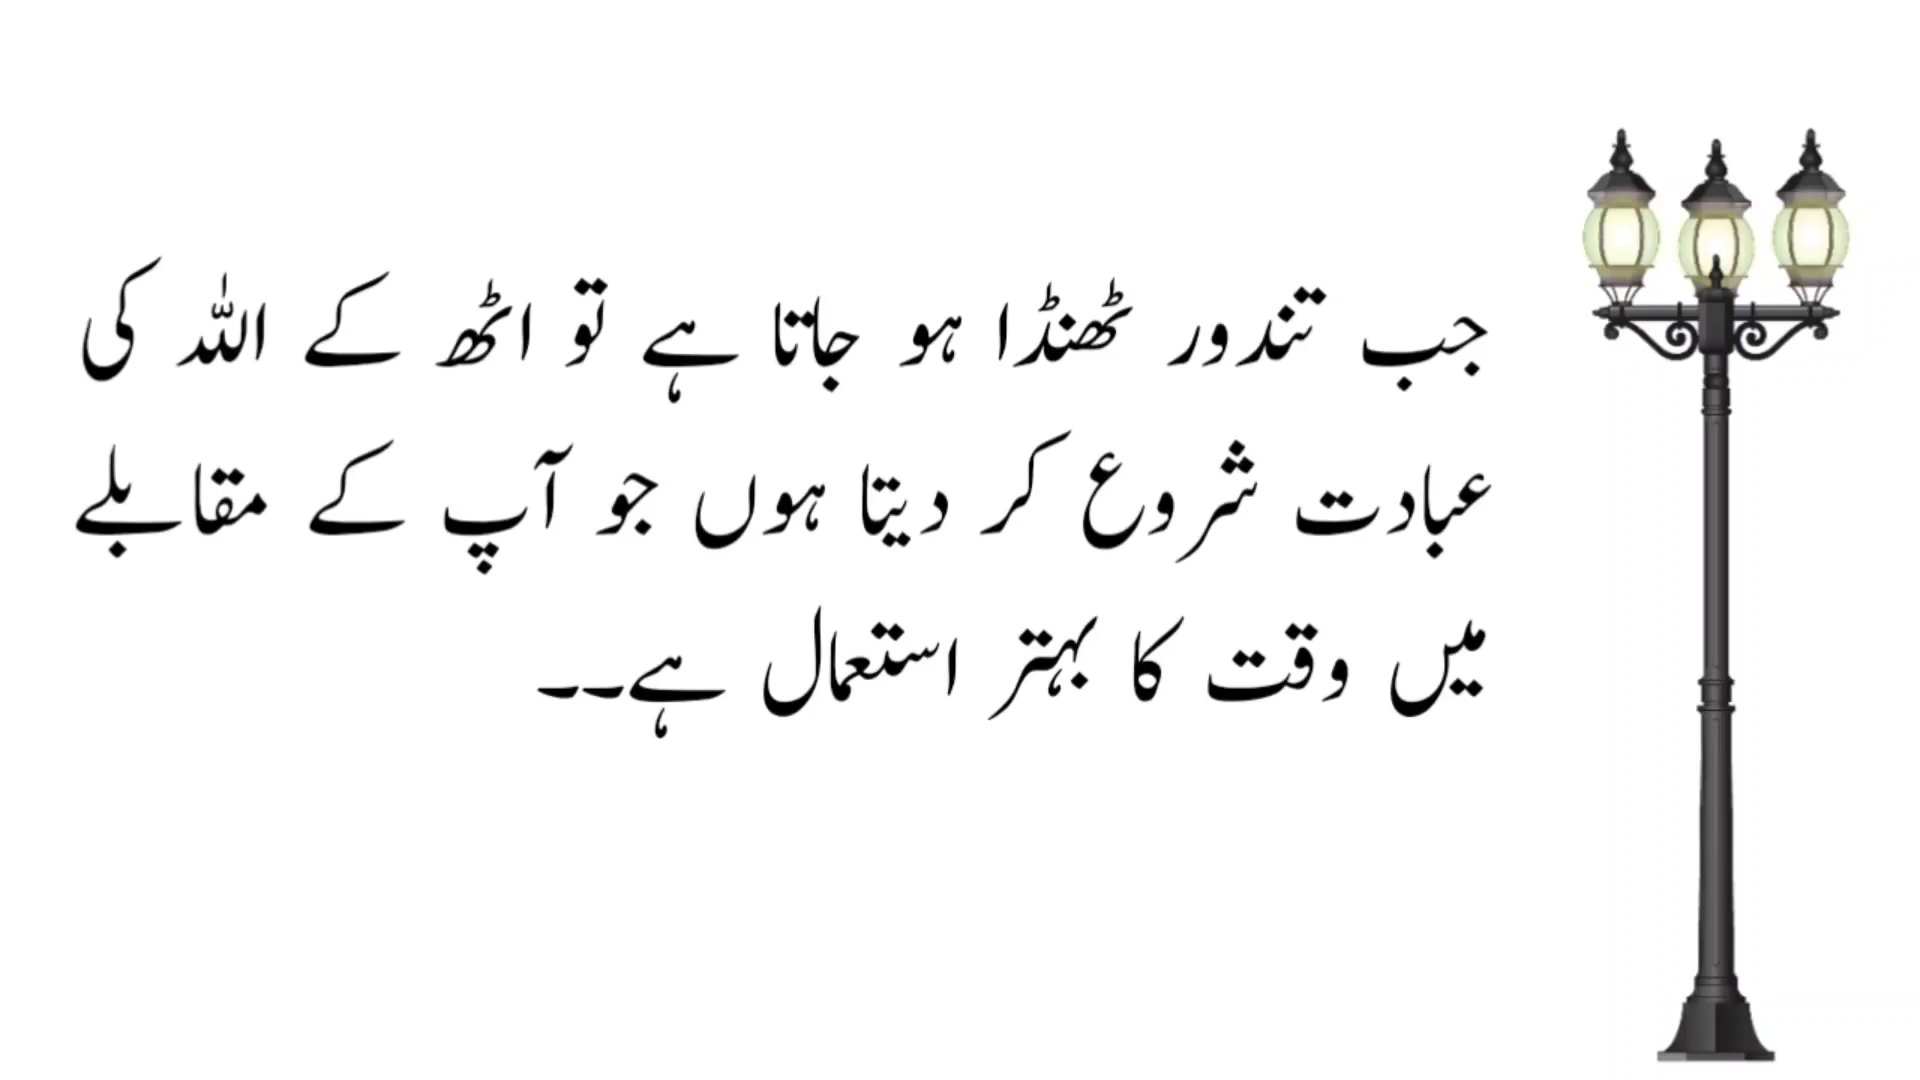 جب تندور ٹھنڈا ہو جاتا ہے تو اٹھ کے اللہ کی
عبادت شروع کر دیتا ہوں جو آپ کے مقابلے
میں وقت کا بہتر استعمال ہے۔۔